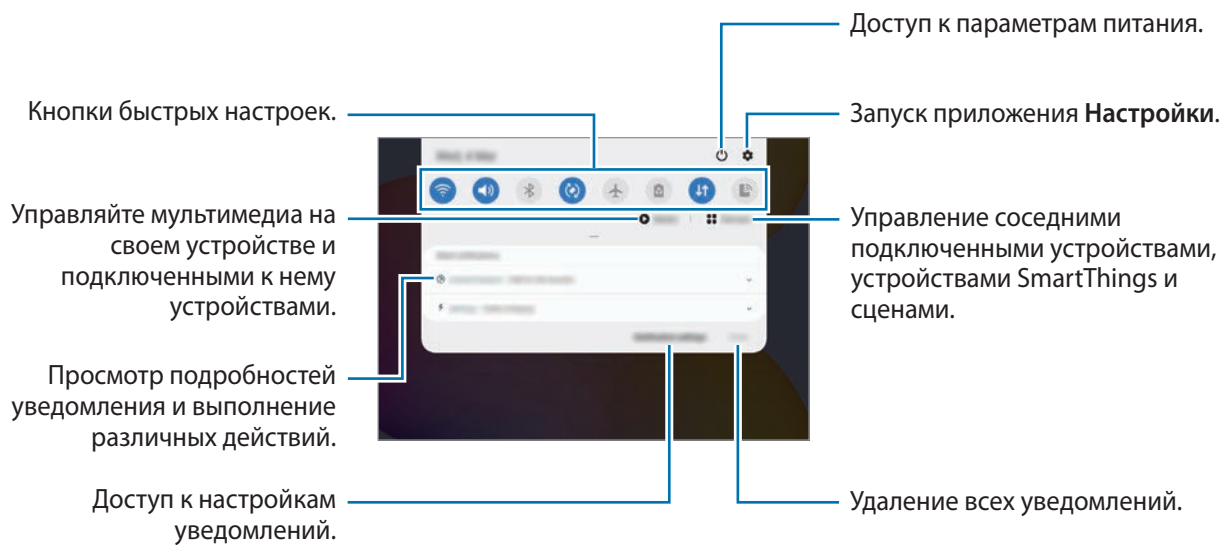 Доступ к параметрам питания.
Кнопки быстрых настроек.
Запуск приложения Настройки.
Управляйте мультимедиа на
своем устройстве и
подключенными к нему
устройствами.
Управление соседними
подключенными устройствами,
устройствами SmartThings и
сценами.
Просмотр подробностей
уведомления и выполнение
различных действий.
Доступ к настройкам
уведомлений.
Удаление всех уведомлений.